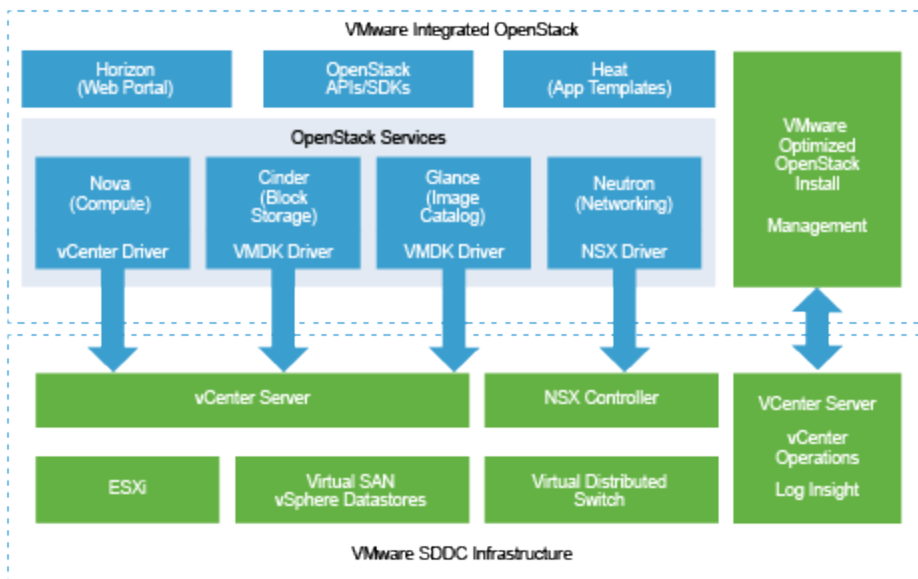 VMware Integrated OpenStack
Horizon
(Web Portal)
OpenStack
APIs/SDKs
Heat
(App Templates)
VMware
Optimized
OpenStack
Install
Management
OpenStack Services
Nova
(Compute)
vCenter Driver
Cinder
(Block
Storage)
VMDK Driver
Glance
(Image
Catalog)
VMDK Driver
Neutron
(Networking)
NSX Driver
vCenter Server
NSX Controller
VCenter Server
vCenter
Operations
Log Insight
ESXi
Virtual SAN
vSphere Datastores
Virtual Distributed
Switch
VMware SDDC Infrastructure